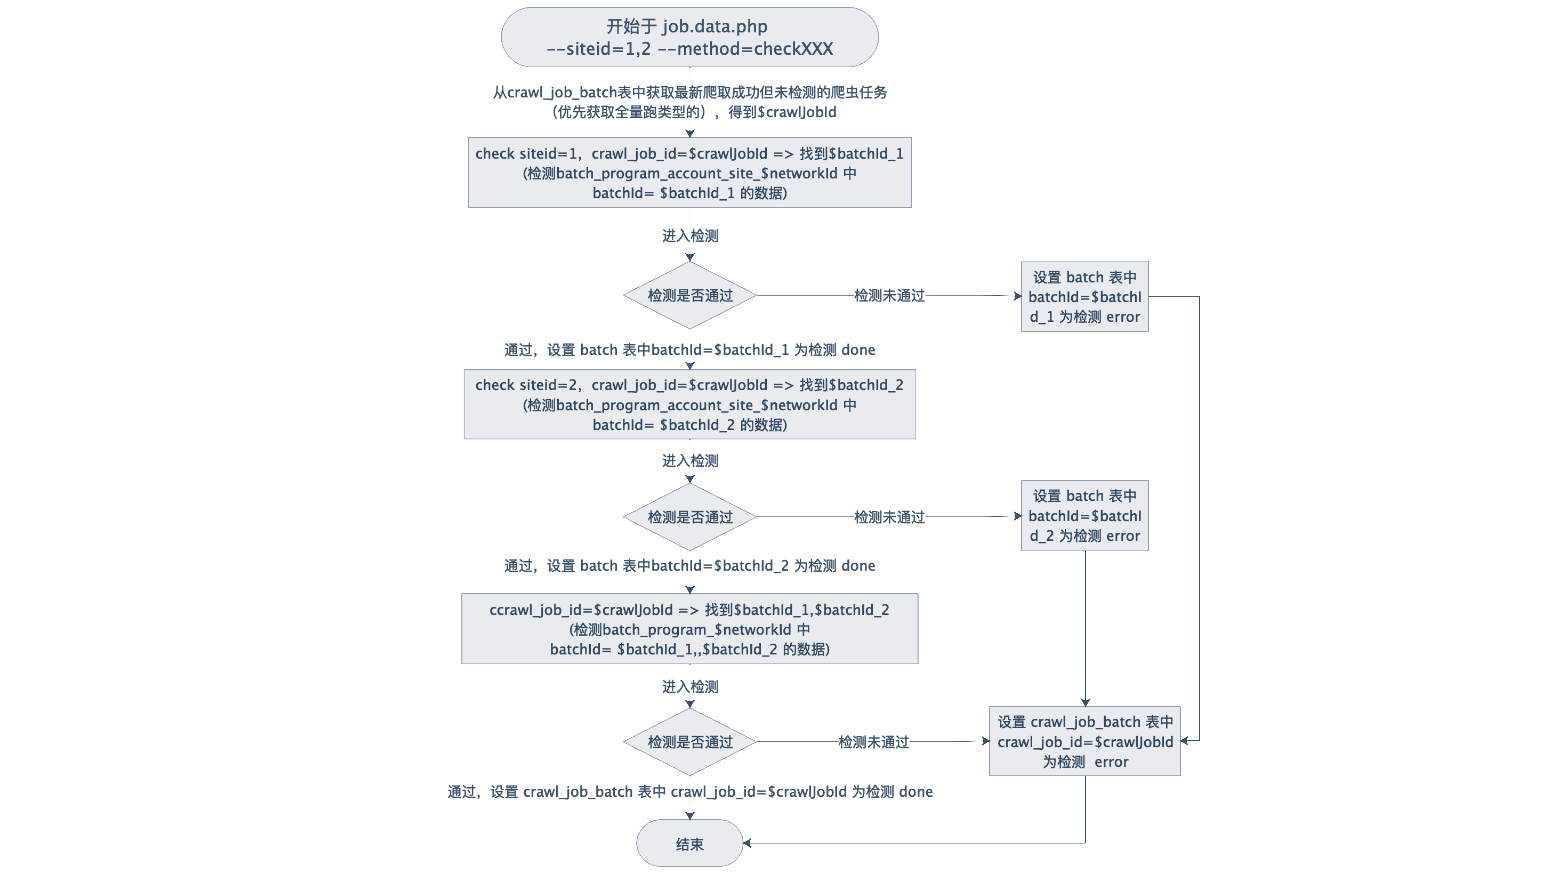 开始于 job.data.php
--siteid=1,2 --method=checkXXX
从crawl_job_batch表中获取最新爬取成功但未检测的爬虫任务
（优先获取全量跑类型的），得到$crawlJobId
check siteid=1，crawl_job_id=$crawlJobId => 找到$batchId_1
(检测batch_program_account_site_$networkId 中
batchId= $batchId_1 的数据)
进入检测
检测是否通过
检测未通过
设置 batch 表中
batchId=$batchI
d_1 为检测 error
通过，设置 batch 表中batchId=$batchId_1 为检测 done
check siteid=2，crawl_job_id=$crawlJobId => 找到$batchId_2
(检测batch_program_account_site_$networkId 中
batchId= $batchId_2 的数据)
进入检测
检测是否通过
检测未通过
设置 batch 表中
batchId=$batchI
d_2 为检测 error
通过，设置 batch 表中batchId=$batchId_2 为检测 done
ccrawl_job_id=$crawlJobId => 找到$batchId_1,$batchId_2
(检测batch_program_$networkId 中
batchId= $batchId_1,,$batchId_2 的数据)
进入检测
检测是否通过
检测未通过
设置 crawl_job_batch 表中
crawl_job_id=$crawlJobId
为检测  error
通过，设置 crawl_job_batch 表中 crawl_job_id=$crawlJobId 为检测 done
结束